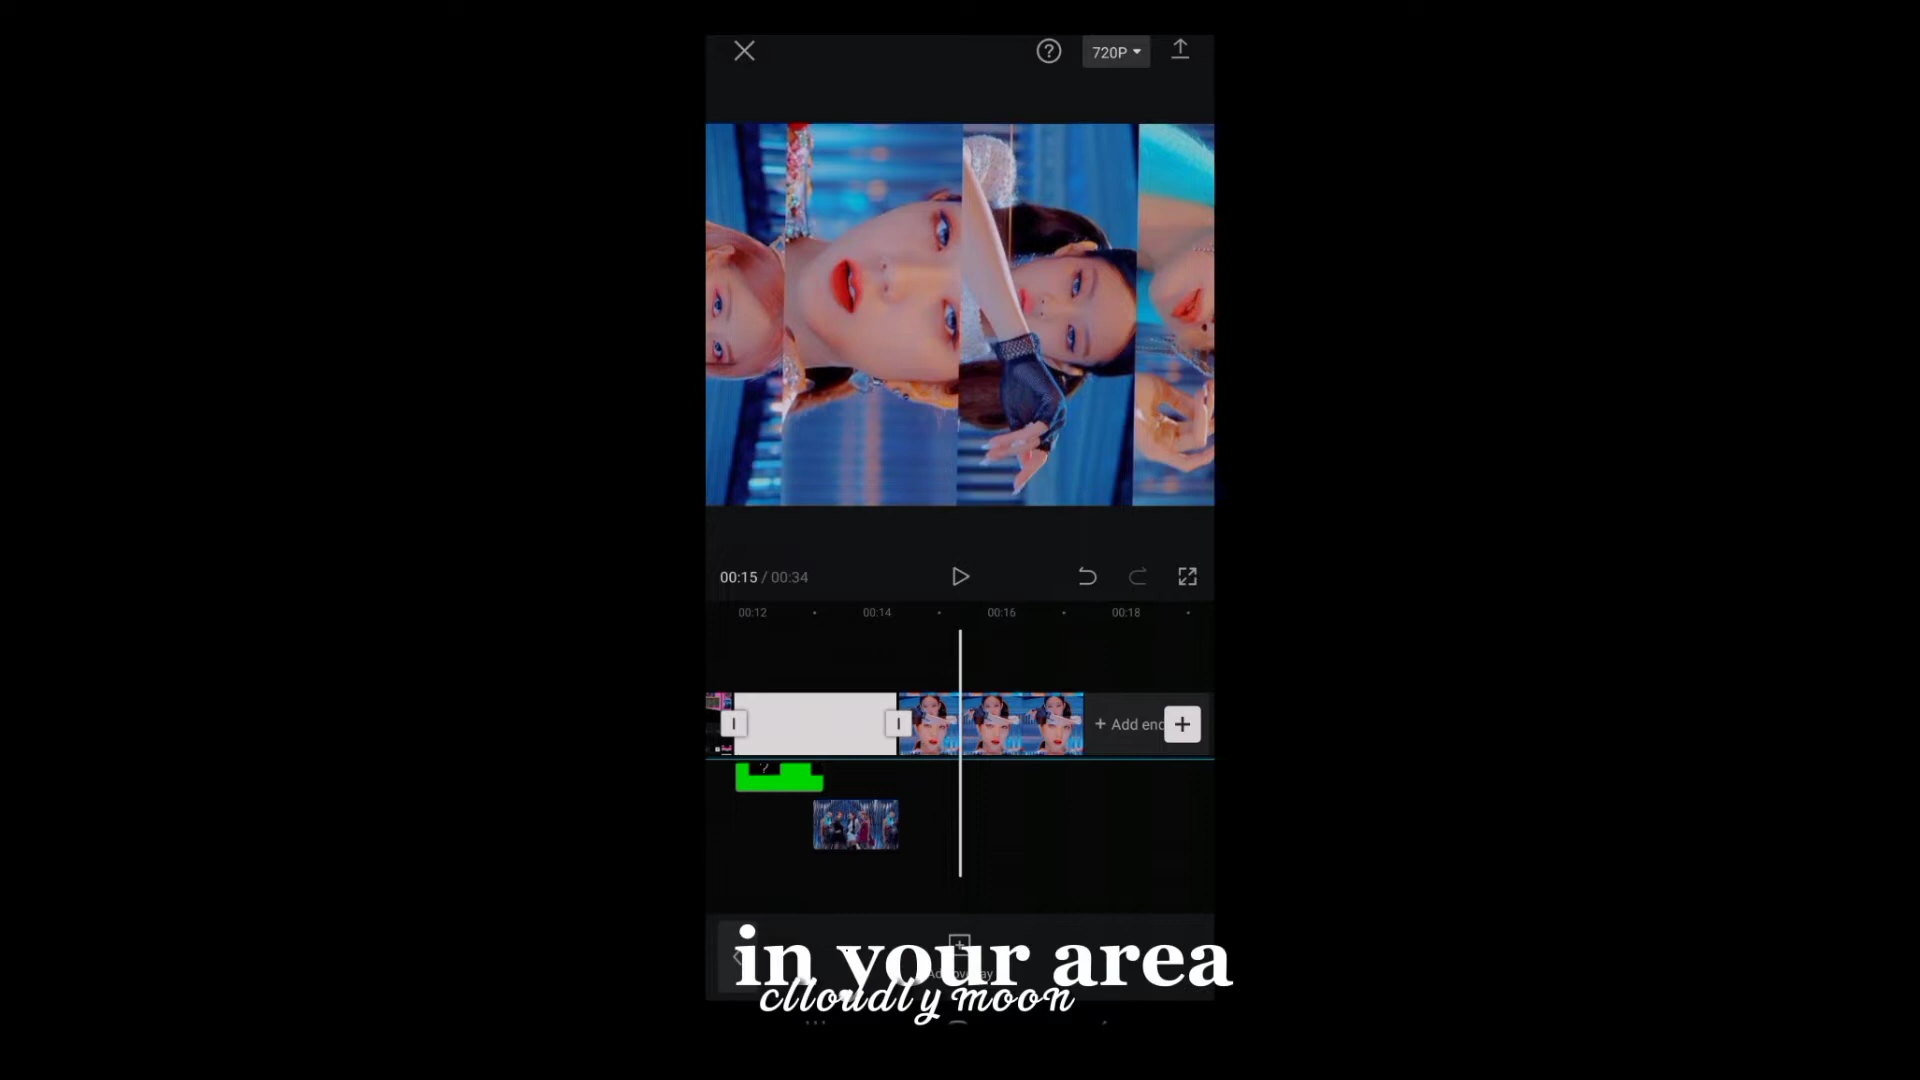 720P
00:15 / 00:34
00:12
00:14
00:16
00:18
+ Add end
in your area
clloudly moon